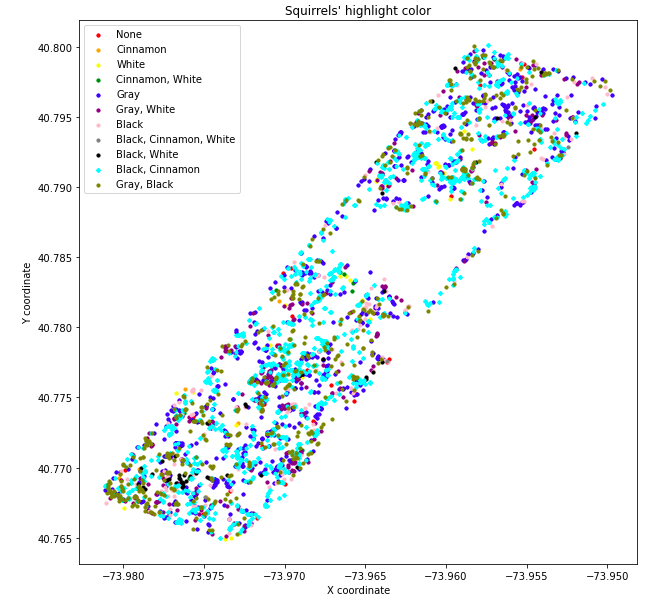 Squirrels' highlight color
None
Cinnamon
White
Cinnamon, White
Gray
Gray, White
Black
Black, Cinnamon, White
Black, White
Black, Cinnamon
Gray, Black
40.800
40.795
40.790
40.785
40.780
40.775
40.770
40.765
Y coordinate
−73.980
−73.975
−73.970
−73.965
−73.960
−73.955
−73.950
X coordinate